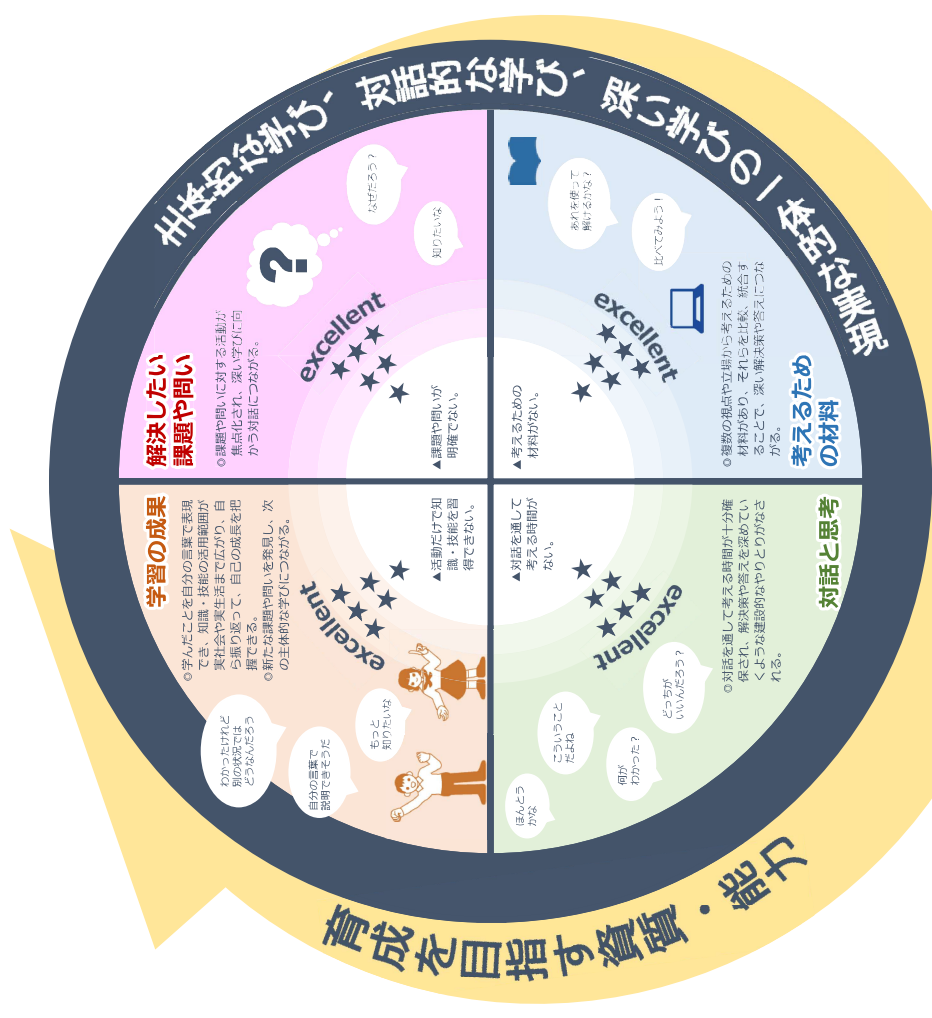 主体的な学び、対話的な学び、深い学びの一体的な実現
解決したい
課題や問い
◎課題や問いに対する活動が
焦点化され、深い学びに向
かう対話につながる。
?
なぜだろう？
知りたいな
excellent
▲課題や問いが
明確でない。
考えるため
の材料
◎複数の視点や立場から考えるための
材料があり、それらを比較、統合す
ることで、深い解決策や答えにつな
がる。
あれを使って
解けるかな？
比べてみよう！
excellent
▲考えるための
材料がない。
学習の成果
◎学んだことを自分の言葉で表現
でき、知識・技能の活用範囲が
実社会や実生活まで広がり、自
ら振り返って、自己の成長を把
握できる。
◎新たな課題や問いを発見し、次
の主体的な学びにつながる。
わかったけれど
別の状況では
どうなんだろう
自分の言葉で
説明できそうだ
もっと
知りたいな
excellent
▲活動だけで知
識・技能を習
得できない。
対話と思考
◎対話を通して考える時間が十分確
保され、解決策や答えを深めてい
くような建設的なやりとりがなさ
れる。
どっちが
いいんだろう？
こういうこと
だよね
何が
わかった？
ほんとう
かな
excellent
▲対話を通して
考える時間が
ない。
育成を目指す資質・能力